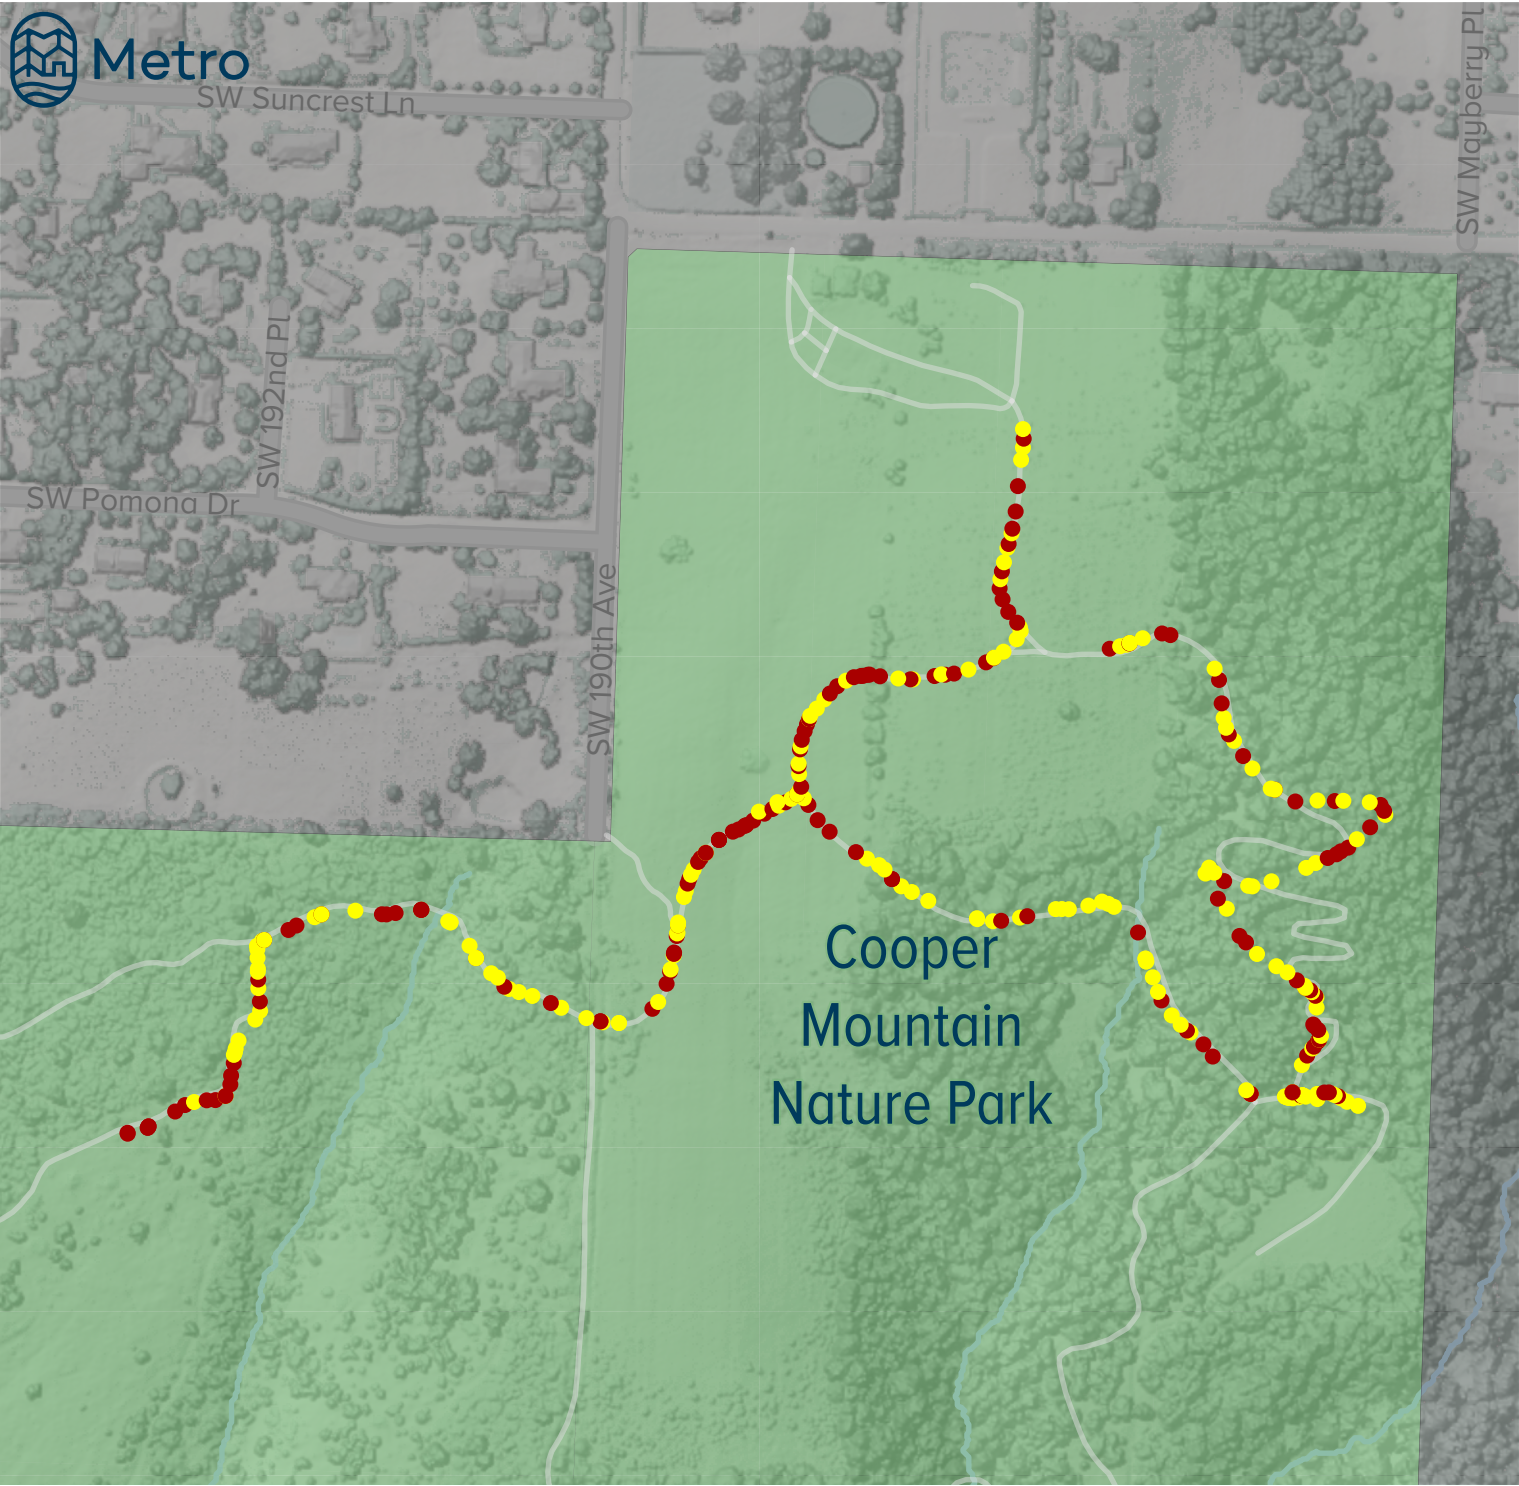 Metro
SW Suncrest Ln
SW Mayberry Pl
SW 192nd Pl
SW Pomona Dr
SW 190th Ave
Cooper
Mountain
Nature Park